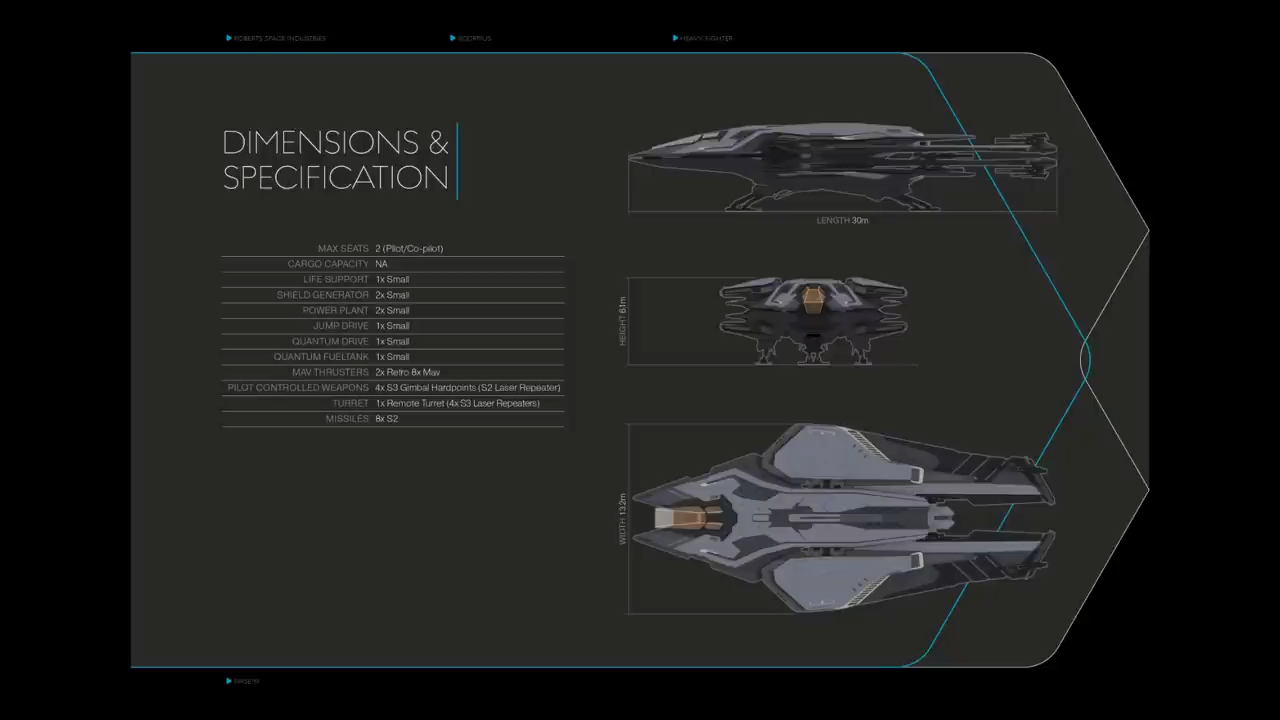 ROBERTS SPACE INDUSTRIES
SCORPIUS
HEAVY FIGHTER
DIMENSIONS &
SPECIFICATION
MAX SEATS 2 (Pilot/Co-pilot)
CARGO CAPACITY NA
LIFE SUPPORT 1x Small
SHIELD GENERATOR 2x Small
POWER PLANT 2x Small
JUMP DRIVE 1x Small
QUANTUM DRIVE 1x Small
QUANTUM FUELTANK 1x Small
MAV THRUSTERS 2x Retro 8x Mav
PILOT CONTROLLED WEAPONS 4x S3 Gimbal Hardpoints (S2 Laser Repeater)
TURRET 1x Remote Turret (4x S3 Laser Repeaters)
MISSILES 8x S2
LENGTH 30m
HEIGHT 6.1m
WIDTH 13.2m